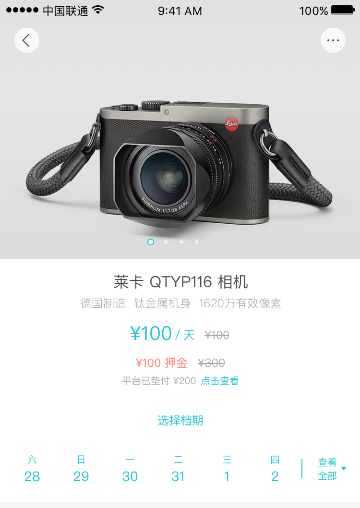 中国联通 9:41 AM 100%
Leica
莱卡 QTYP116 相机
德国制造 钛金属机身 1620万有效像素
¥100 / 天 ¥100
¥100 押金 ¥300
平台已垫付 ¥200 点击查看
选择档期
六 日 一 二 三 四 查看
28 29 30 31 1 2 全部